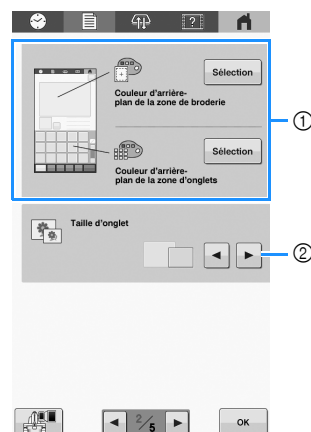 Couleur d'arrière-
plan de la zone de broderie
Sélection
Couleur d'arrière-
plan de la zone d'onglets
Sélection
①
Taille d'onglet
②
2/5
OK